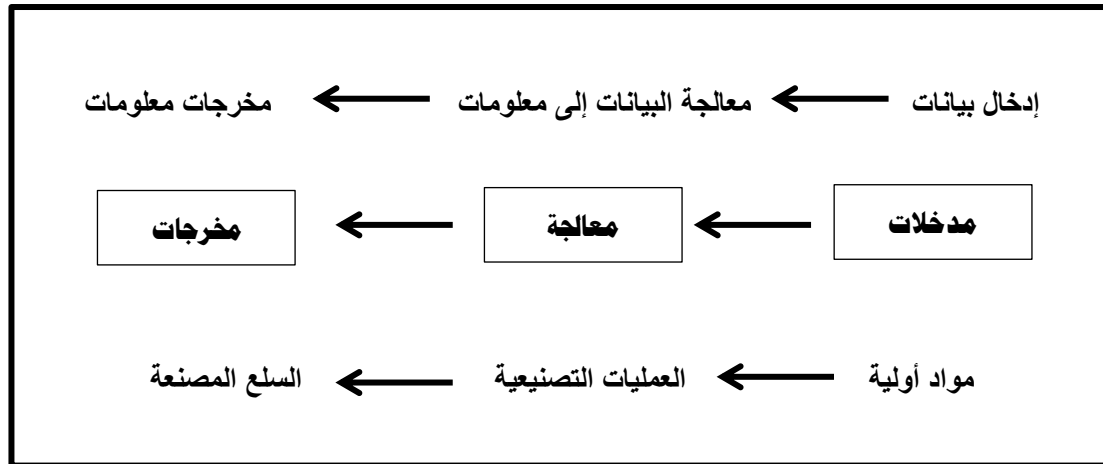 إدخال بيانات معالجة البيانات إلى معلومات مخرجات معلومات
مدخلات معالجة مخرجات
مواد أولية العمليات التصنيعية السلع المصنعة